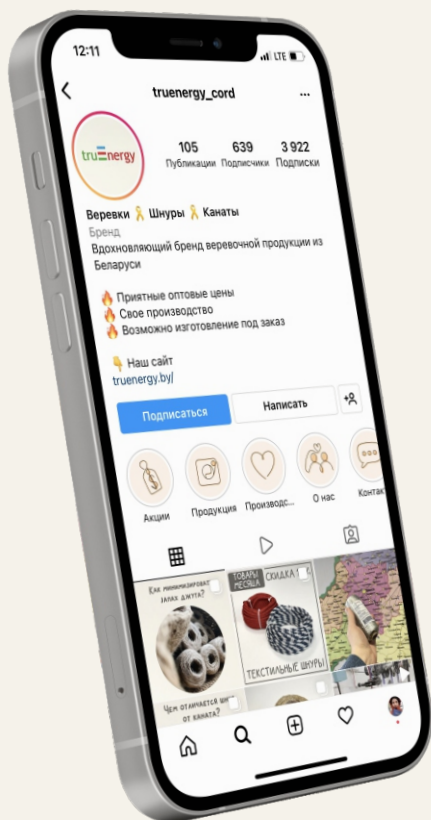 12:11
LTE
truenergy_cord
truenergy
105 639 3 922
Публикации Подписчики Подписки
Веревки 🎗 Шнуры 🎗 Канаты
Бренд
Вдохновляющий бренд веревочной продукции из
Беларуси
🔥 Приятные оптовые цены
🔥 Свое производство
🔥 Возможно изготовление под заказ
👇 Наш сайт
truenergy.by/
Подписаться Написать
Акции Продукция Производс... О нас Контак
Как минимизироват
запах джута?
ТОВАРЫ
МЕСЯЦА
СКИДКА
ТЕКСТИЛЬНЫЕ ШНУРЫ
Чем отличается
от каната?